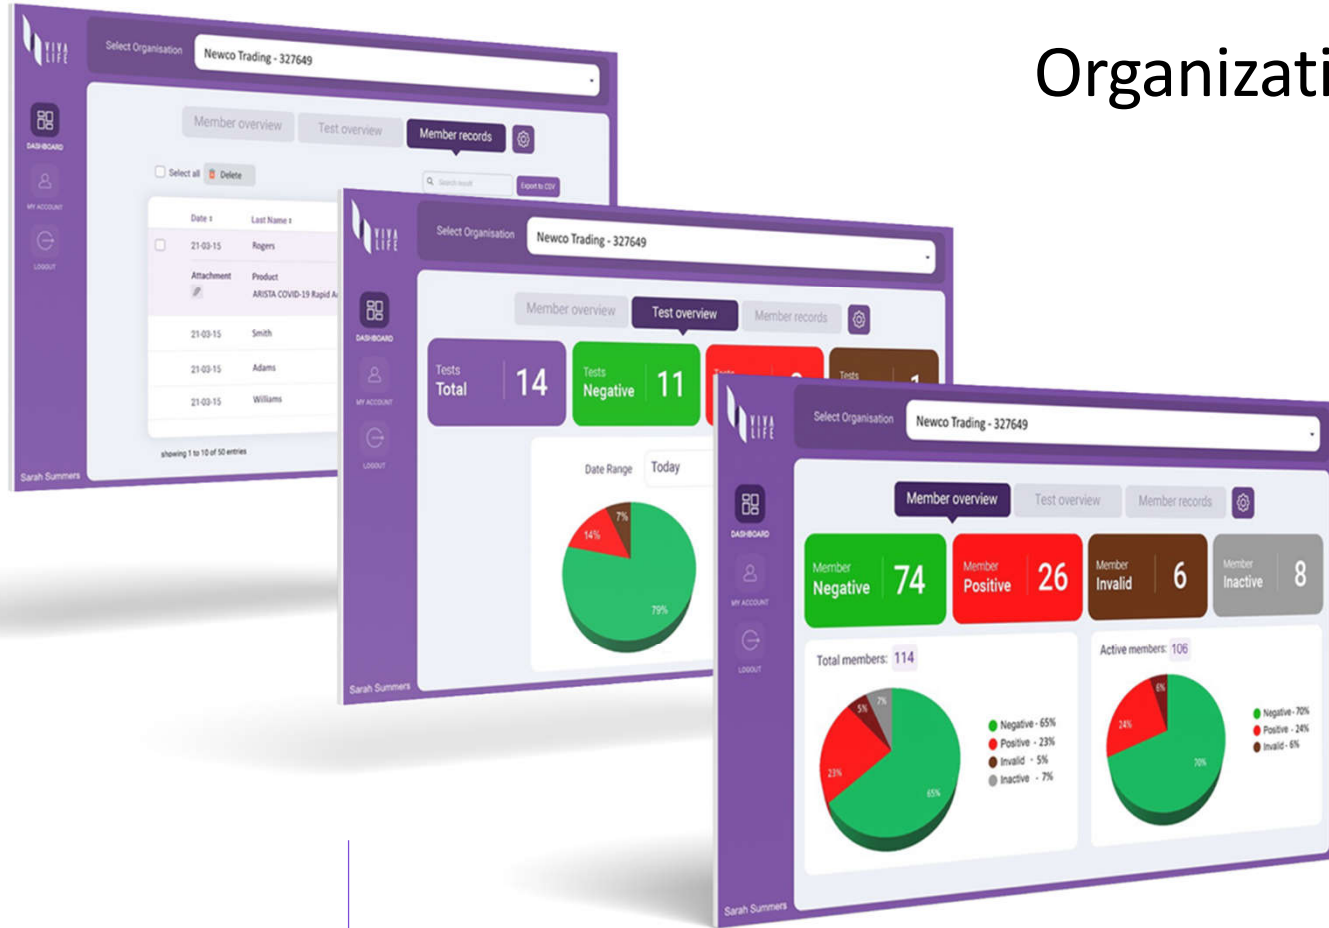 Organizati
VIVA
LIFE
Select Organisation
Newco Trading - 327649
Member overview
Test overview
Member records
DASHBOARD
MY ACCOUNT
LOGOUT
Select all
Delete
Search result
Export to CSV
Date
Last Name
21-03-15
Rogers
Attachment
Product
ARISTA COVID-19 Rapid A
21-03-15
Smith
21-03-15
Adams
21-03-15
Williams
showing 1 to 10 of 50 entries
Sarah Summers
VIVA
LIFE
Select Organisation
Newco Trading - 327649
Member overview
Test overview
Member records
DASHBOARD
MY ACCOUNT
LOGOUT
Tests
Total
14
Tests
Negative
11
Tests
Tests
1
Date Range
Today
7%
14%
79%
Sarah Summers
VIVA
LIFE
Select Organisation
Newco Trading - 327649
Member overview
Test overview
Member records
DASHBOARD
MY ACCOUNT
LOGOUT
Member
Negative
74
Member
Positive
26
Member
Invalid
6
Member
Inactive
8
Total members: 114
5%
7%
23%
65%
Negative - 65%
Positive - 23%
Invalid - 5%
Inactive - 7%
Active members: 106
6%
24%
70%
Negative - 70%
Positive - 24%
Invalid - 6%
Sarah Summers